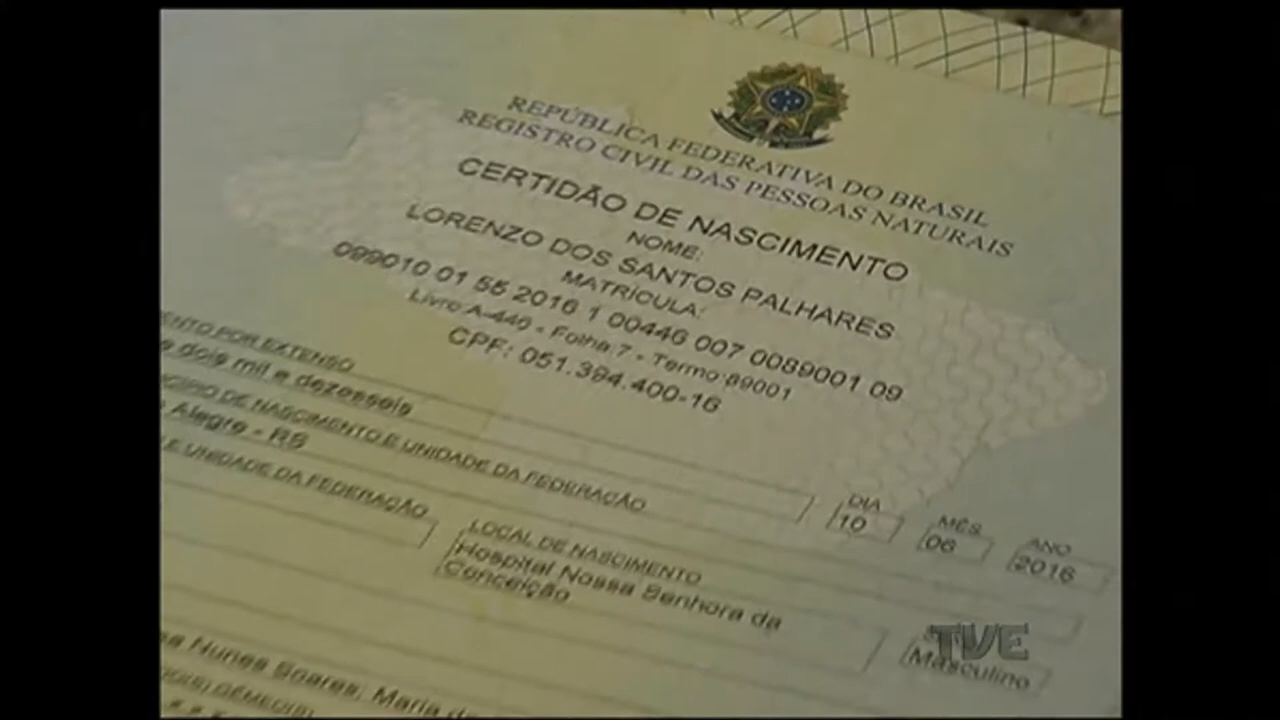 REPÚBLICA FEDERATIVA DO BRASIL
REGISTRO CIVIL DAS PESSOAS NATURAIS
CERTIDÃO DE NASCIMENTO
NOME:
LORENZO DOS SANTOS PALHARES
MATRÍCULA:
099010 01 55 2016 1 00446 007 0089001 09
Livro A-446 - Folha 7 - Termo:89001
CPF: 051.394.400-16
ENTO POR EXTENSO
dois mil e dezesseis
DIA
10
MÊS
06
ANO
2016
DE NASCIMENTO E UNIDADE DA FEDERAÇÃO
Alegre - RS
E UNIDADE DA FEDERAÇÃO
LOCAL DE NASCIMENTO
Hospital Nossa Senhora da
Conceição
Masculino
TVE
Nunes Soares, Maria